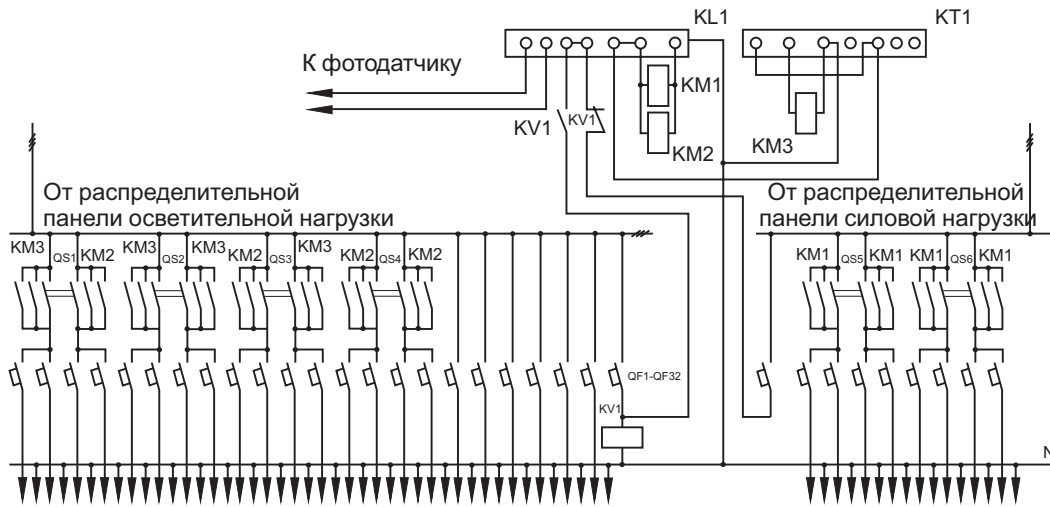 KL1
KT1
К фотодатчику
KM1
KV1
KV1
KM2
KM3
От распределительной
панели осветительной нагрузки
От распределительной
панели силовой нагрузки
KM3
QS1
KM2
KM3
QS2
KM3
KM2
QS3
KM3
KM2
QS4
KM2
KM1
QS5
KM1
KM1
QS6
KM1
QF1-QF32
KV1
N